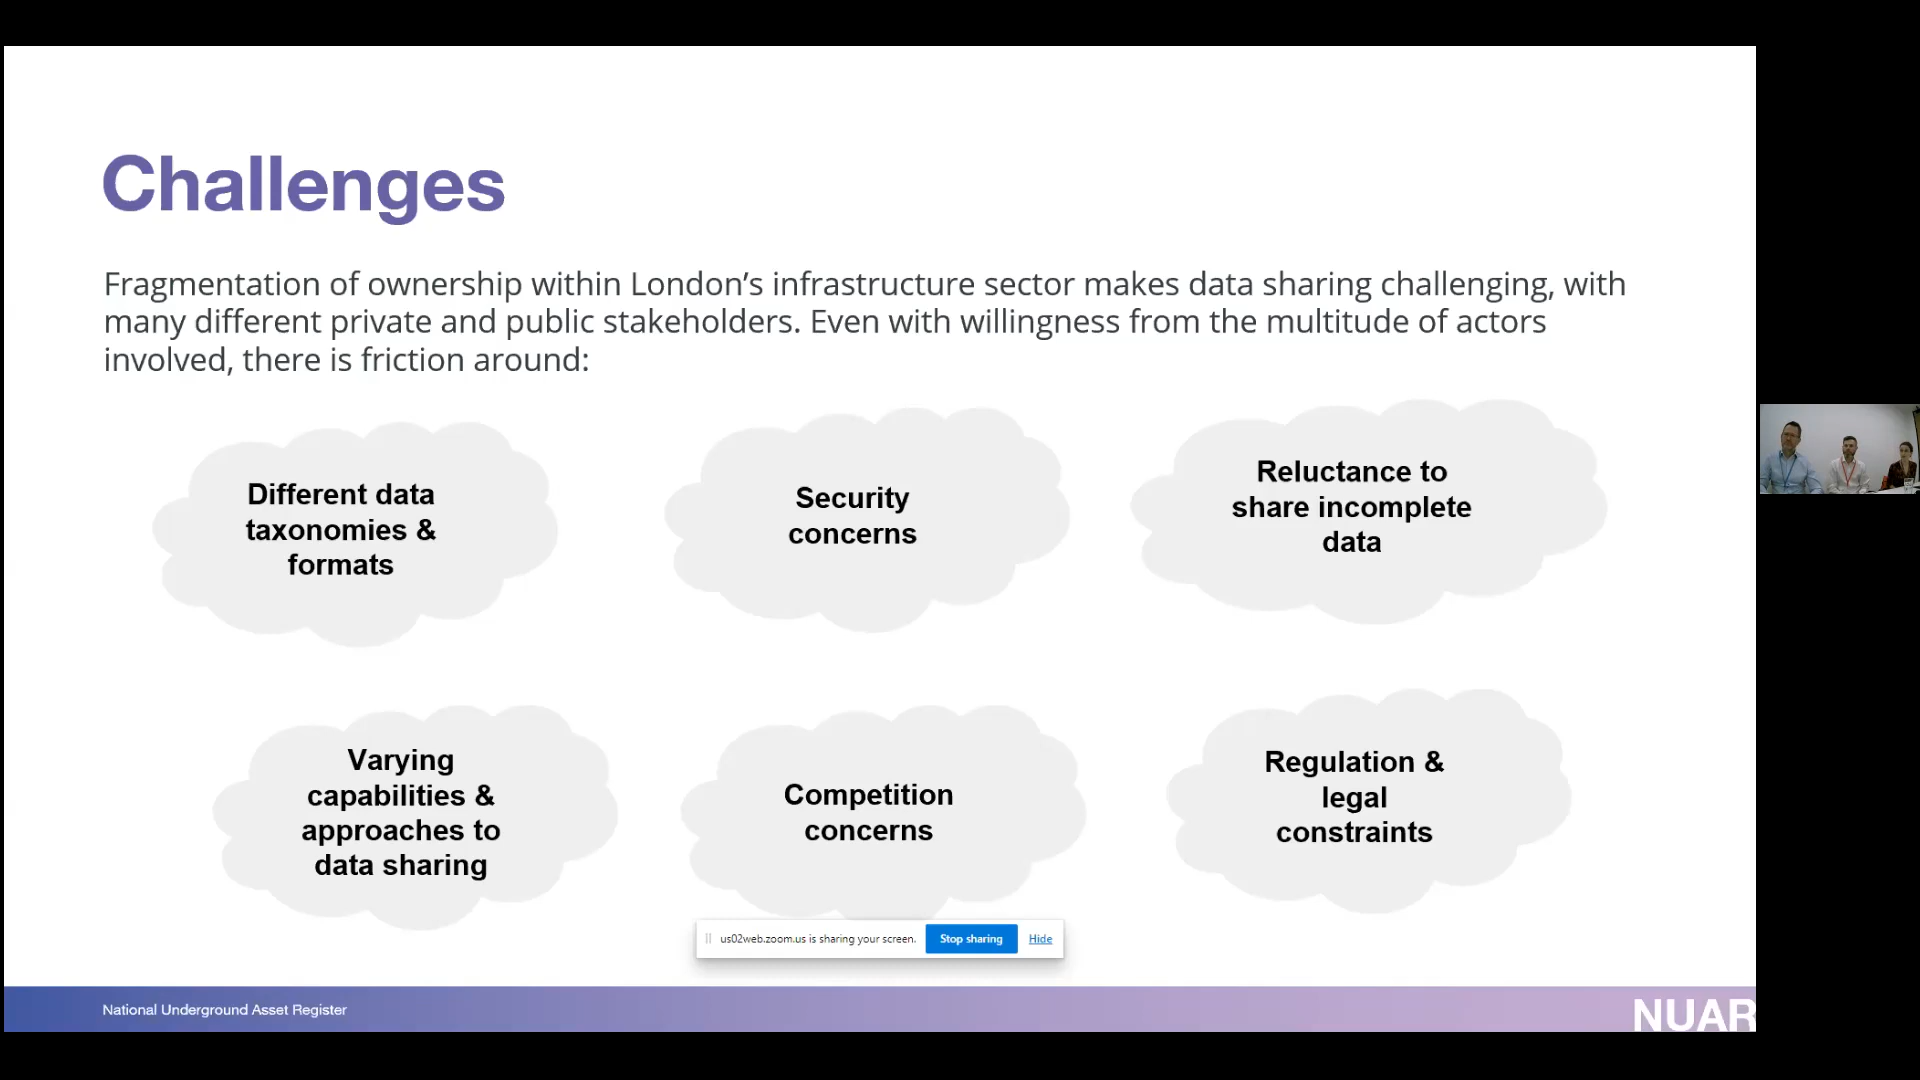 Challenges
Fragmentation of ownership within London’s infrastructure sector makes data sharing challenging, with
many different private and public stakeholders. Even with willingness from the multitude of actors
involved, there is friction around:
Different data
taxonomies &
formats
Security
concerns
Reluctance to
share incomplete
data
Varying
capabilities &
approaches to
data sharing
Competition
concerns
Regulation &
legal
constraints
us02web.zoom.us is sharing your screen.
Stop sharing
Hide
National Underground Asset Register
NUAR